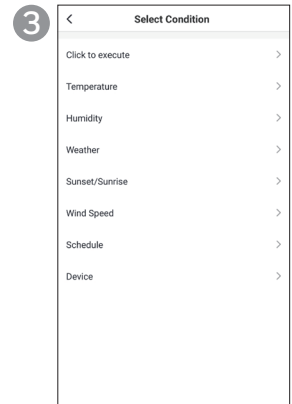 3
Select Condition
Click to execute
Temperature
Humidity
Weather
Sunset/Sunrise
Wind Speed
Schedule
Device